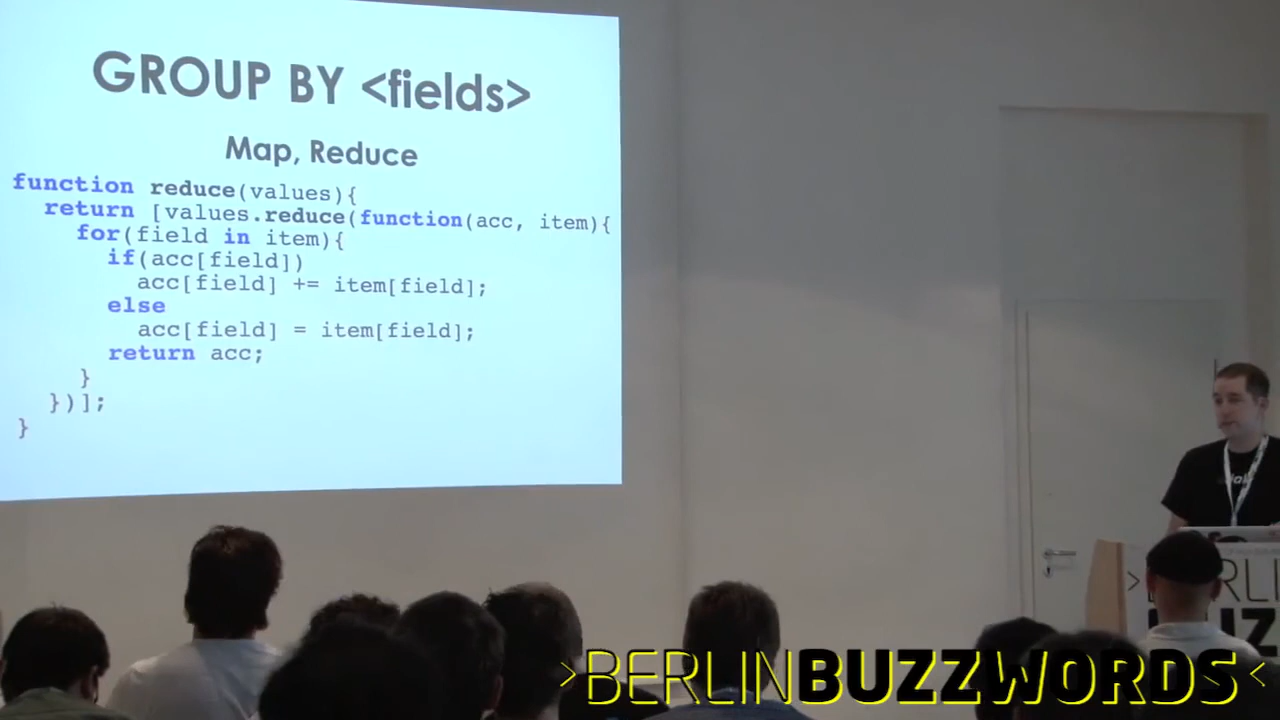 GROUP BY <fields>
Map, Reduce
function reduce(values){
  return [values.reduce(function(acc, item){
    for(field in item){
      if(acc[field])
        acc[field] += item[field];
      else
        acc[field] = item[field];
      return acc;
    }
  })];
}
>BERLINBUZZWORDS<